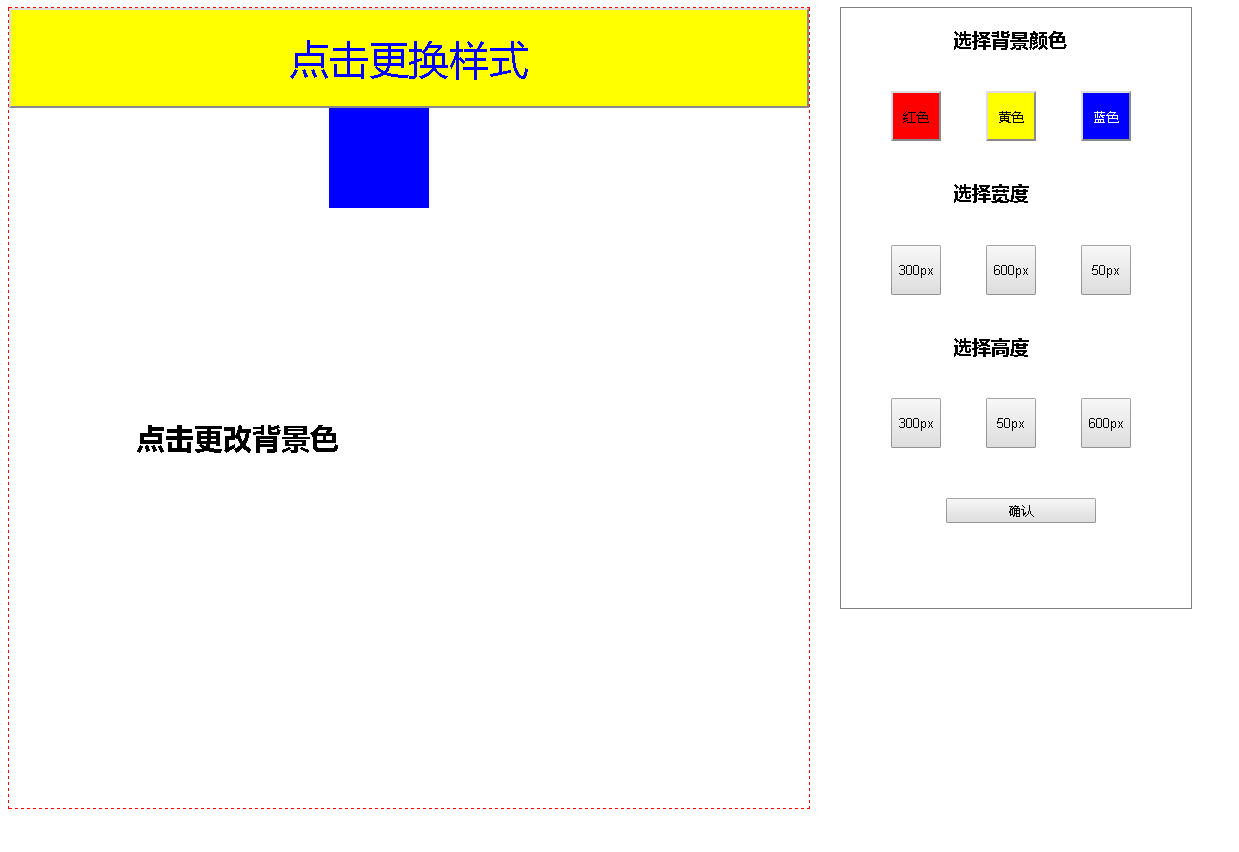 点击更换样式
点击更改背景色
选择背景颜色
红色 黄色 蓝色
选择宽度
300px 600px 50px
选择高度
300px 50px 600px
确认